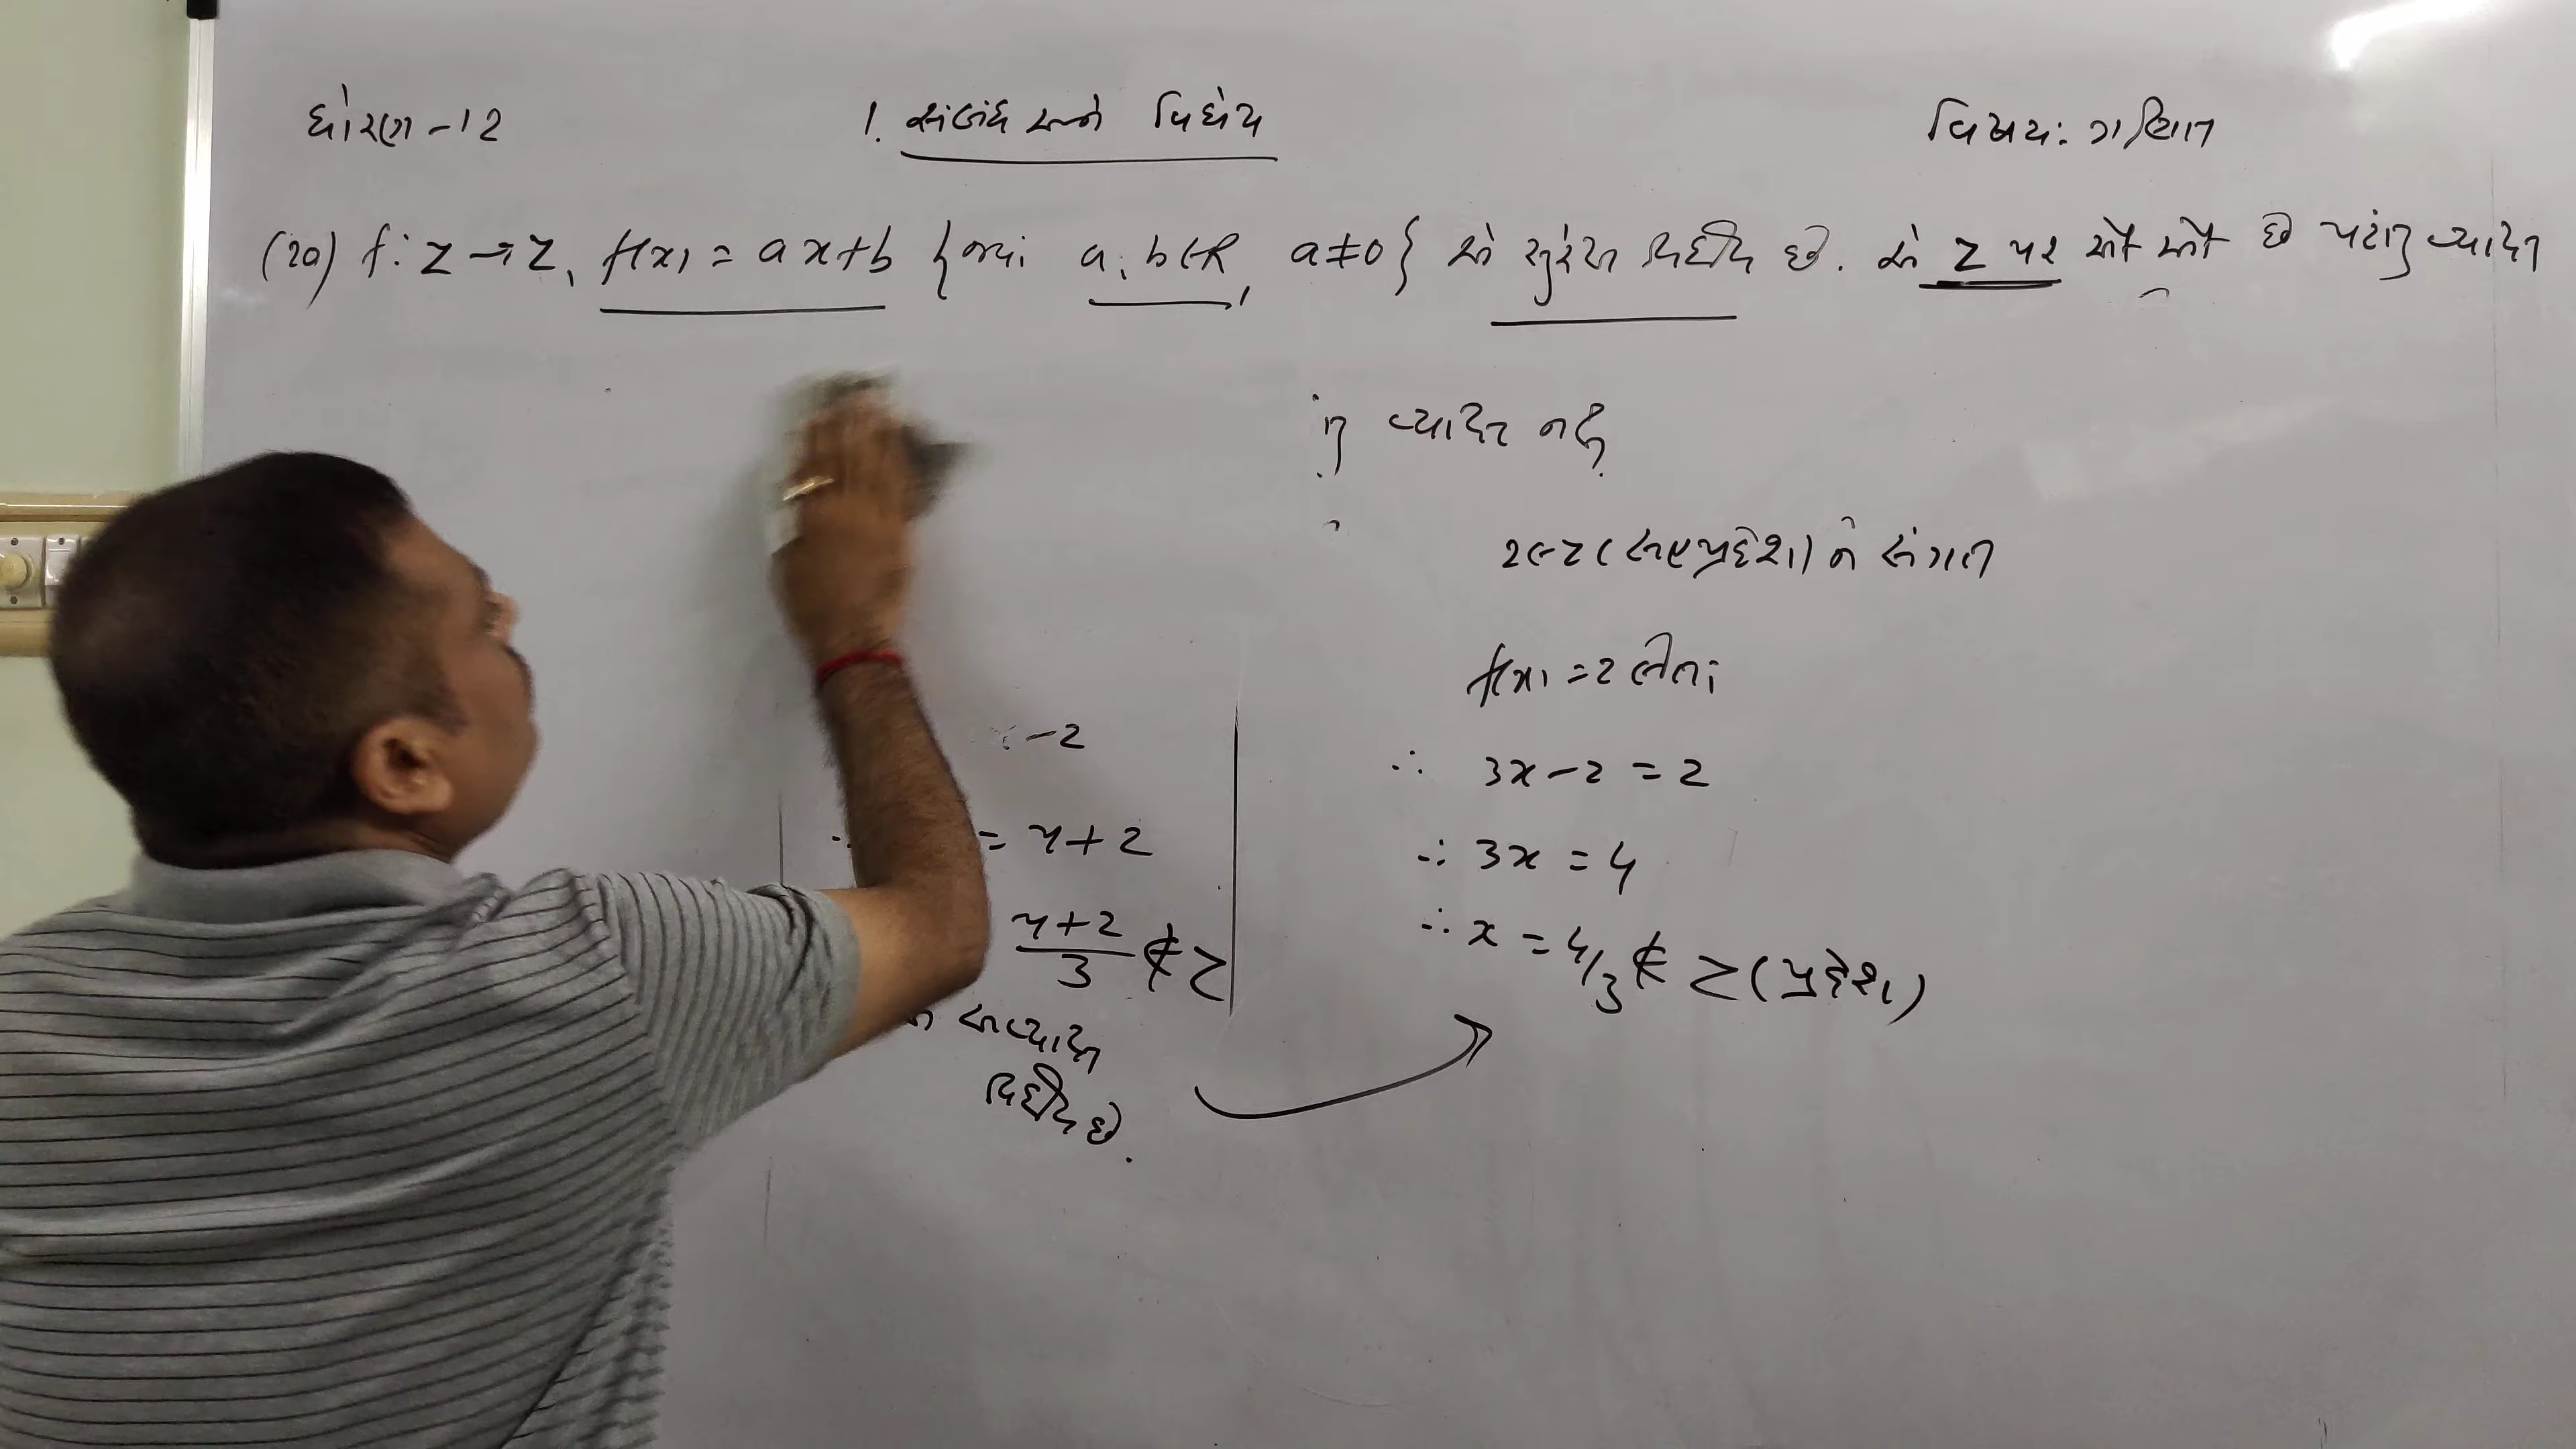 ધોરણ-12
1. સંબંધ અને વિધેય
વિષય: ગણિત
(20) f: Z → Z, f(x) = ax+b {જ્યાં a, b ∈ R, a ≠ 0} એ સુરેખ વિધેય છે. એ Z પર એક એક છે પરંતુ વ્યાપ્ત
વ્યાપ્ત નથી.
2 ∈ Z (સહપ્રદેશ) ને સંગત
f(x) = 2 લેતાં
∴ 3x - 2 = 2
∴ 3x = 4
∴ x = 4/3 ∉ Z (પ્રદેશ)
-2
= y + 2
y+2/3 ∉ Z
અવ્યાપ્ત
વિધેય છે.